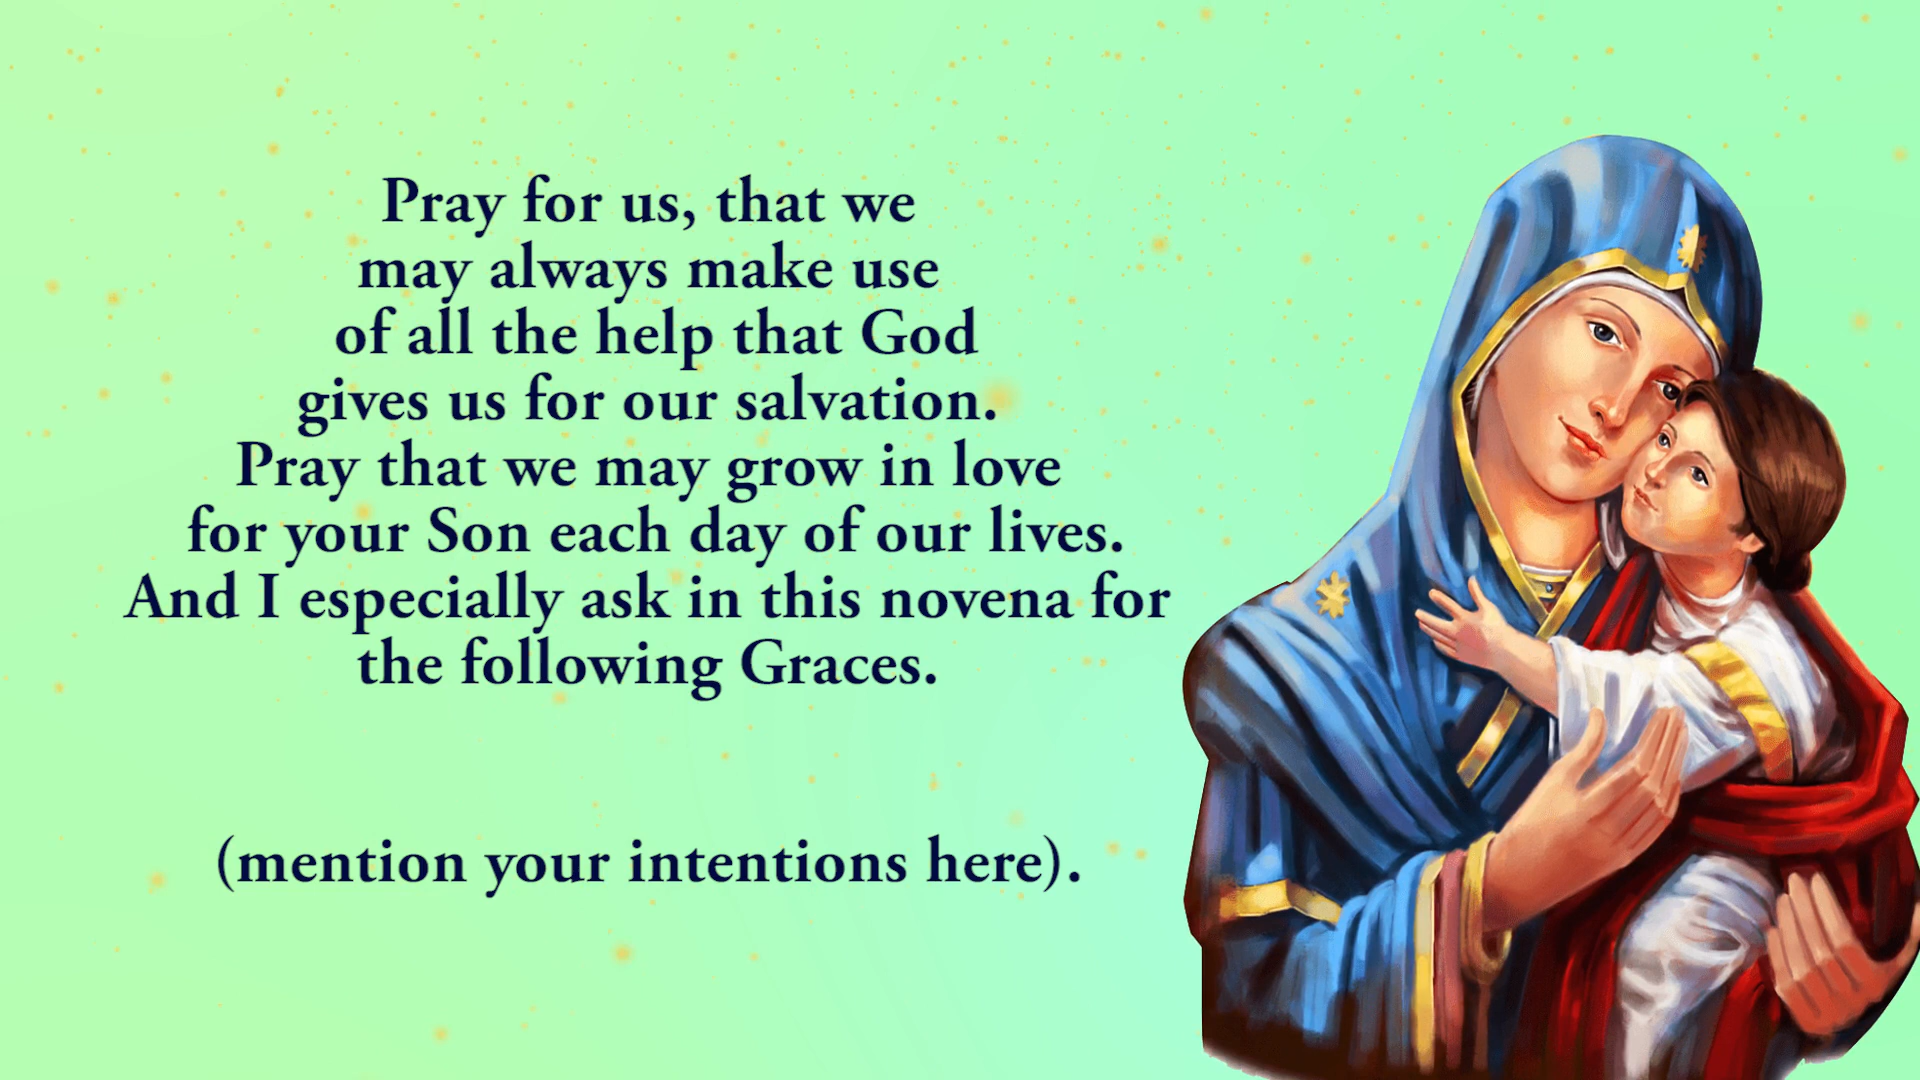 Pray for us, that we
may always make use
of all the help that God
gives us for our salvation.
Pray that we may grow in love
for your Son each day of our lives.
And I especially ask in this novena for
the following Graces.
(mention your intentions here).